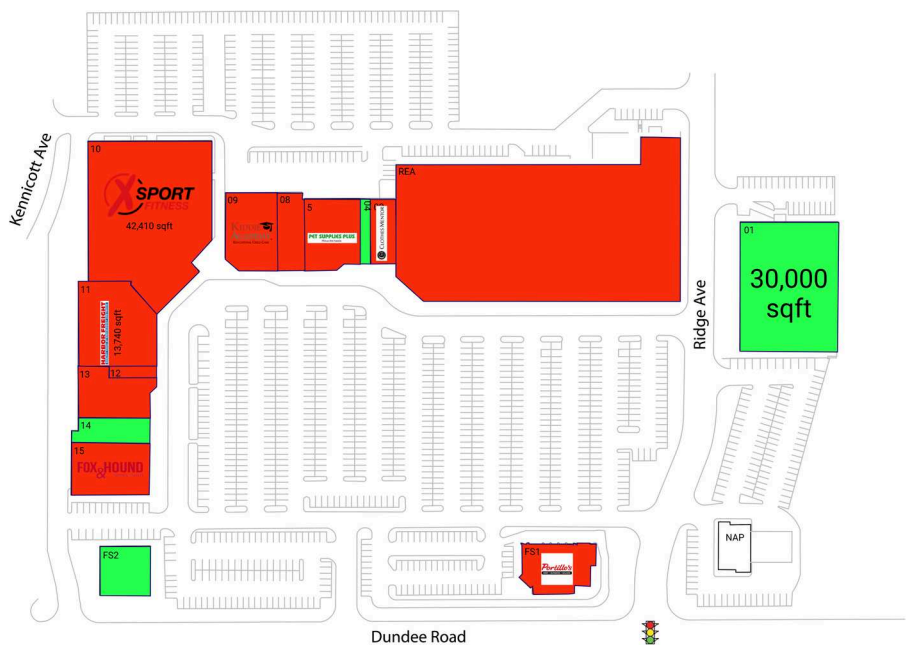 Kennicott Ave
10
XSPORT
FITNESS
42,410 sqft
09
08
5
PET SUPPLIES PLUS
04
CLOTHES MENTOR
REA
01
30,000
sqft
Ridge Ave
11
HARBOR FREIGHT
13,740 sqft
13
12
14
15
FOX & HOUND
FS2
FS1
Portillo's
NAP
Dundee Road